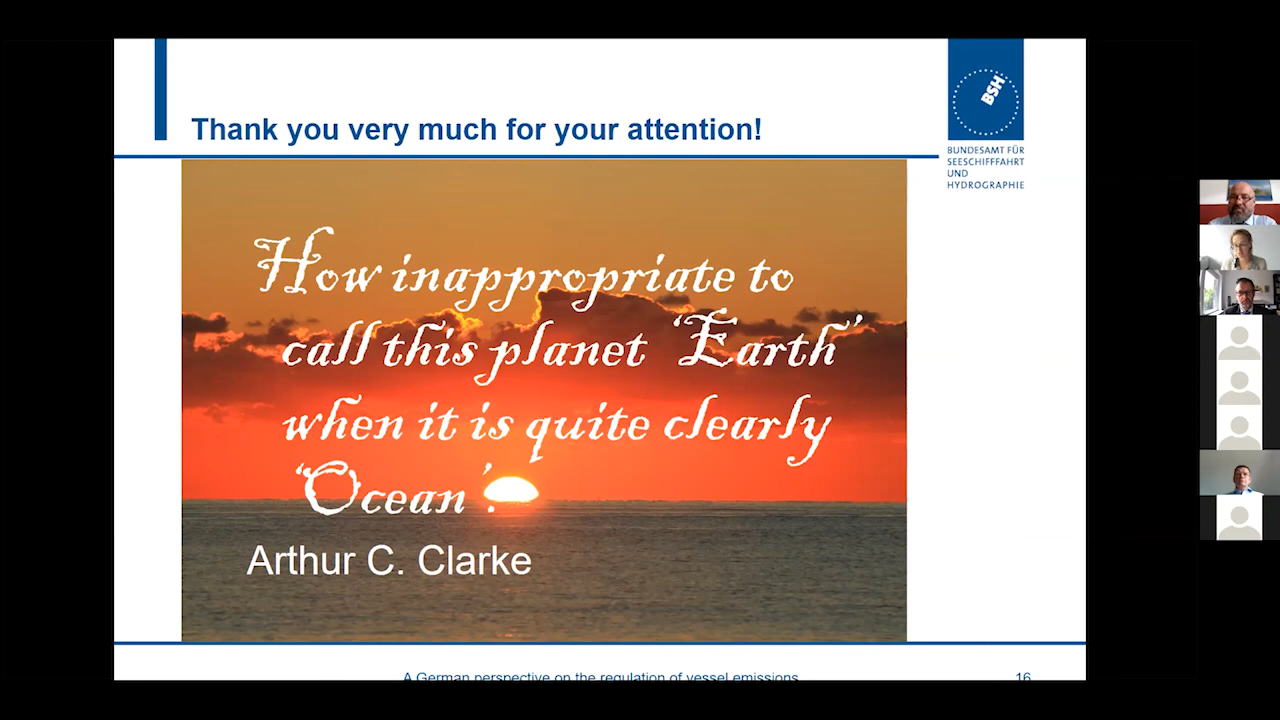 Thank you very much for your attention!
BSH
BUNDESAMT FÜR
SEESCHIFFFAHRT
UND
HYDROGRAPHIE
How inappropriate to
call this planet ‘Earth’
when it is quite clearly
‘Ocean’.
Arthur C. Clarke
A German perspective on the regulation of vessel emissions
16